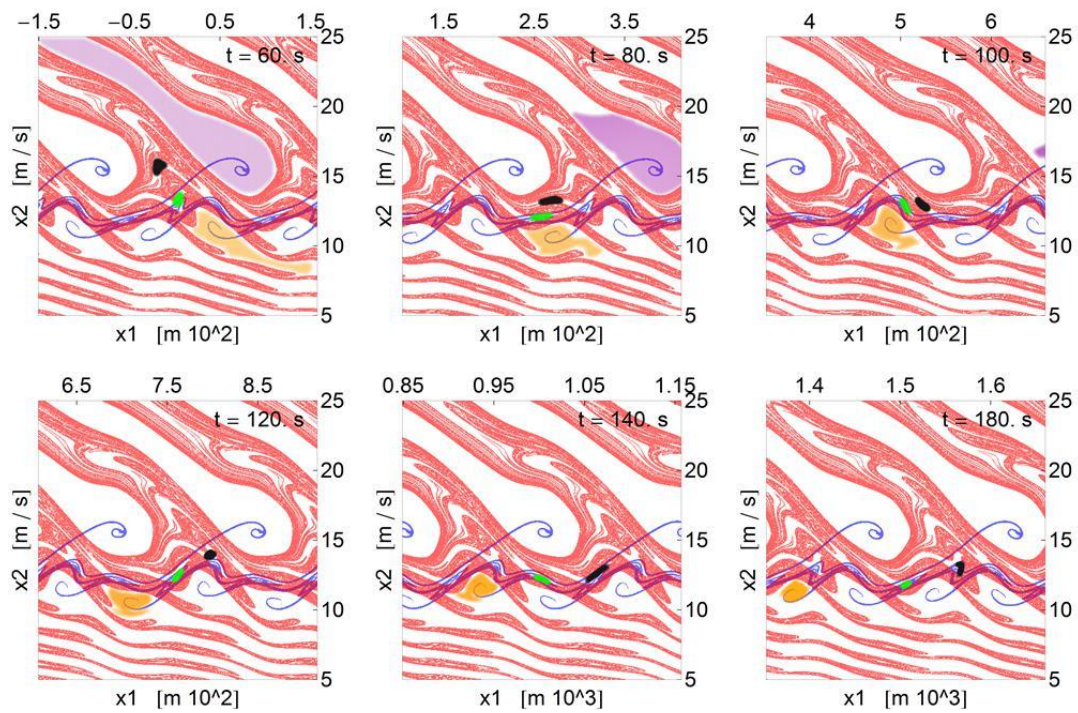 −1.5 −0.5 0.5 1.5
t = 60. s
25
20
15
10
5
x2 [m / s]
x1 [m 10^2]
1.5 2.5 3.5
t = 80. s
25
20
15
10
5
x2 [m / s]
x1 [m 10^2]
4 5 6
t = 100. s
25
20
15
10
5
x2 [m / s]
x1 [m 10^2]
6.5 7.5 8.5
t = 120. s
25
20
15
10
5
x2 [m / s]
x1 [m 10^2]
0.85 0.95 1.05 1.15
t = 140. s
25
20
15
10
5
x2 [m / s]
x1 [m 10^3]
1.4 1.5 1.6
t = 180. s
25
20
15
10
5
x2 [m / s]
x1 [m 10^3]